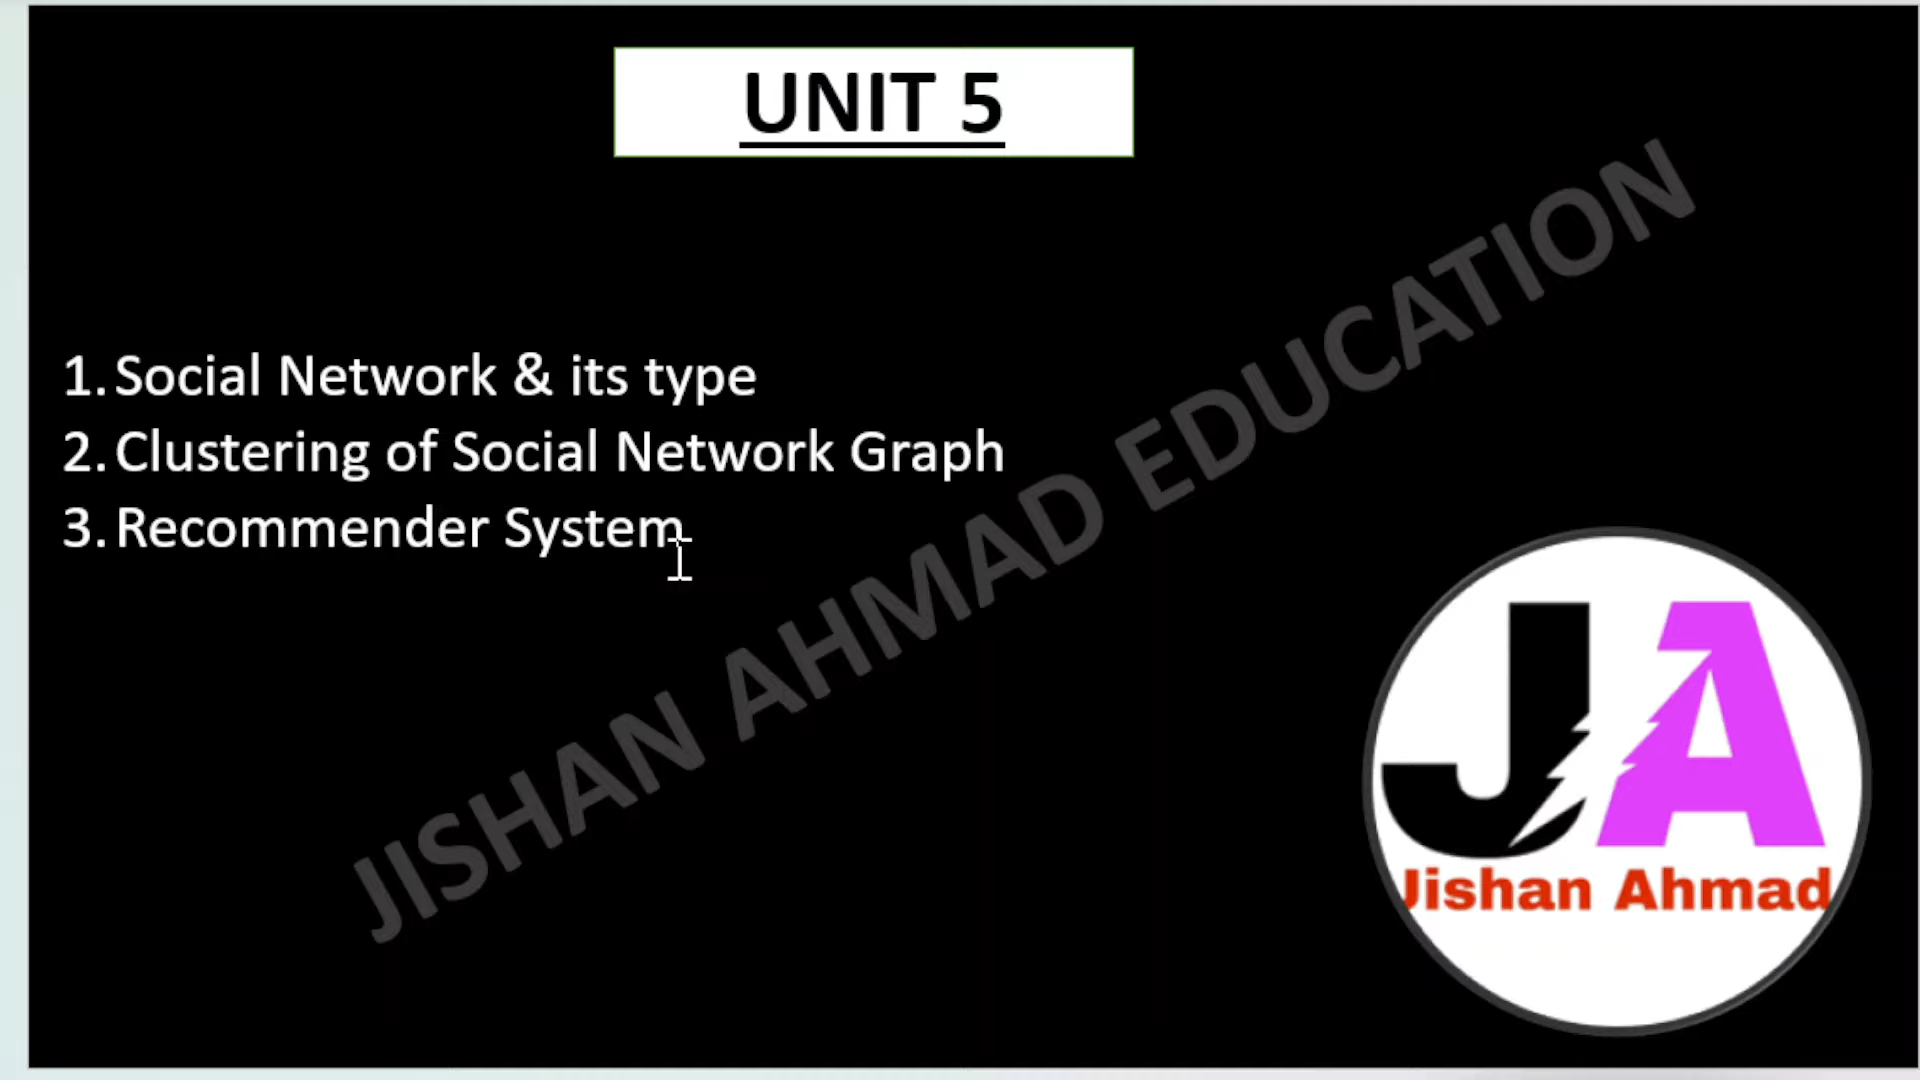 UNIT 5
1. Social Network & its type
2. Clustering of Social Network Graph
3. Recommender System
JISHAN AHMAD EDUCATION
JA
Jishan Ahmad